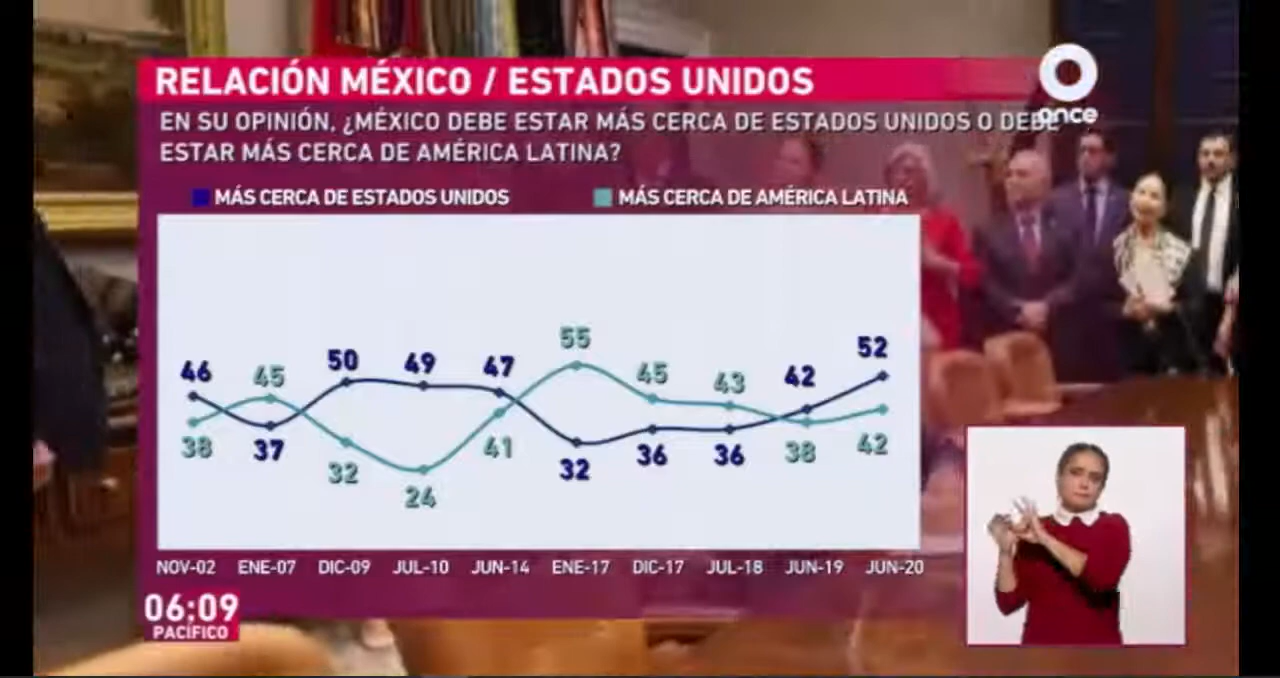 RELACIÓN MÉXICO / ESTADOS UNIDOS
once
EN SU OPINIÓN, ¿MÉXICO DEBE ESTAR MÁS CERCA DE ESTADOS UNIDOS O DEBE
ESTAR MÁS CERCA DE AMÉRICA LATINA?
MÁS CERCA DE ESTADOS UNIDOS MÁS CERCA DE AMÉRICA LATINA
46 45 50 49 47 55 45 43 42 52
38 37 32 24 41 32 36 36 38 42
NOV-02 ENE-07 DIC-09 JUL-10 JUN-14 ENE-17 DIC-17 JUL-18 JUN-19 JUN-20
06:09
PACÍFICO